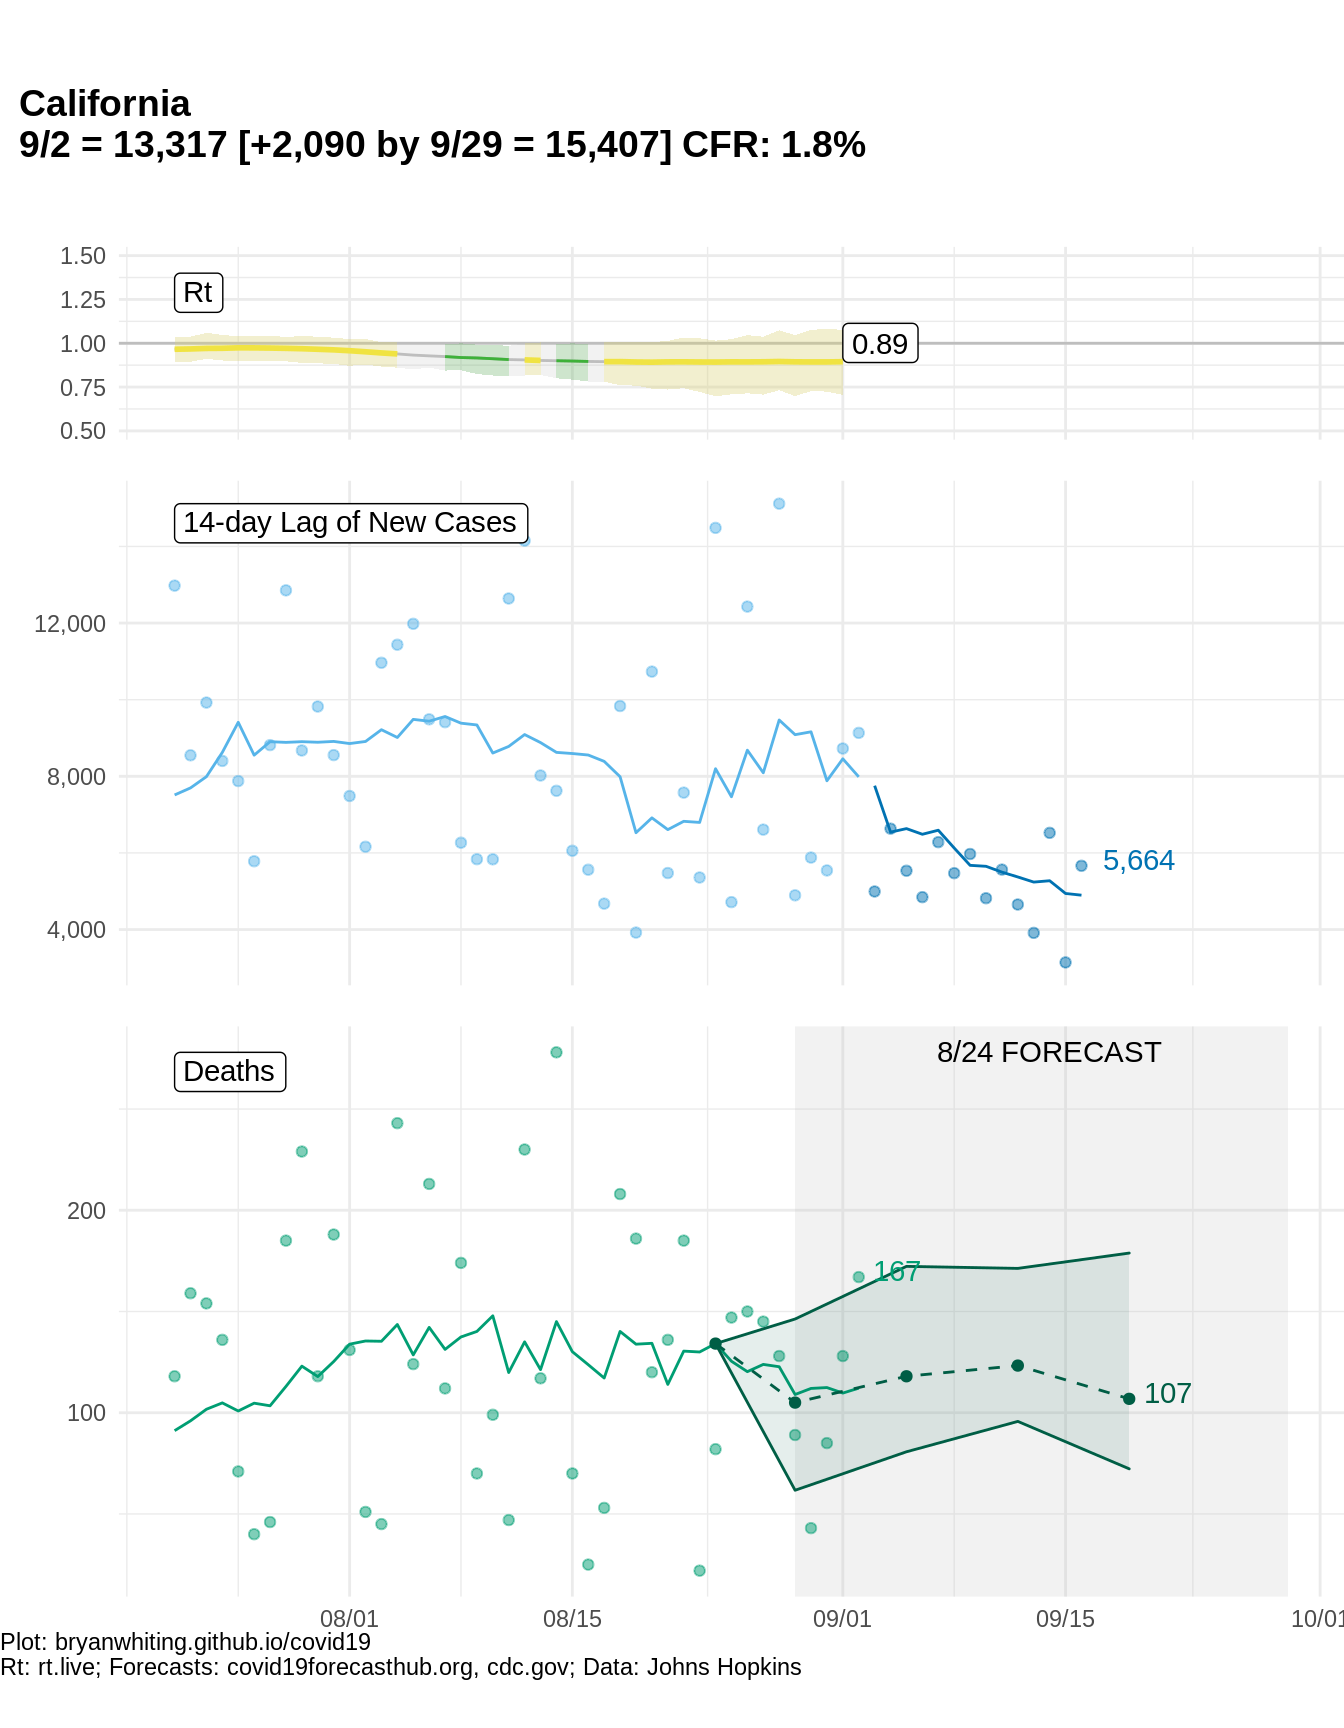 California
9/2 = 13,317 [+2,090 by 9/29 = 15,407] CFR: 1.8%
1.50
Rt
1.25
1.00
0.89
0.75
0.50
14-day Lag of New Cases
12,000
8,000
5,664
4,000
8/24 FORECAST
Deaths
200
167
107
100
08/01
08/15
09/01
09/15
10/01
Plot: bryanwhiting.github.io/covid19
Rt: rt.live; Forecasts: covid19forecasthub.org, cdc.gov; Data: Johns Hopkins